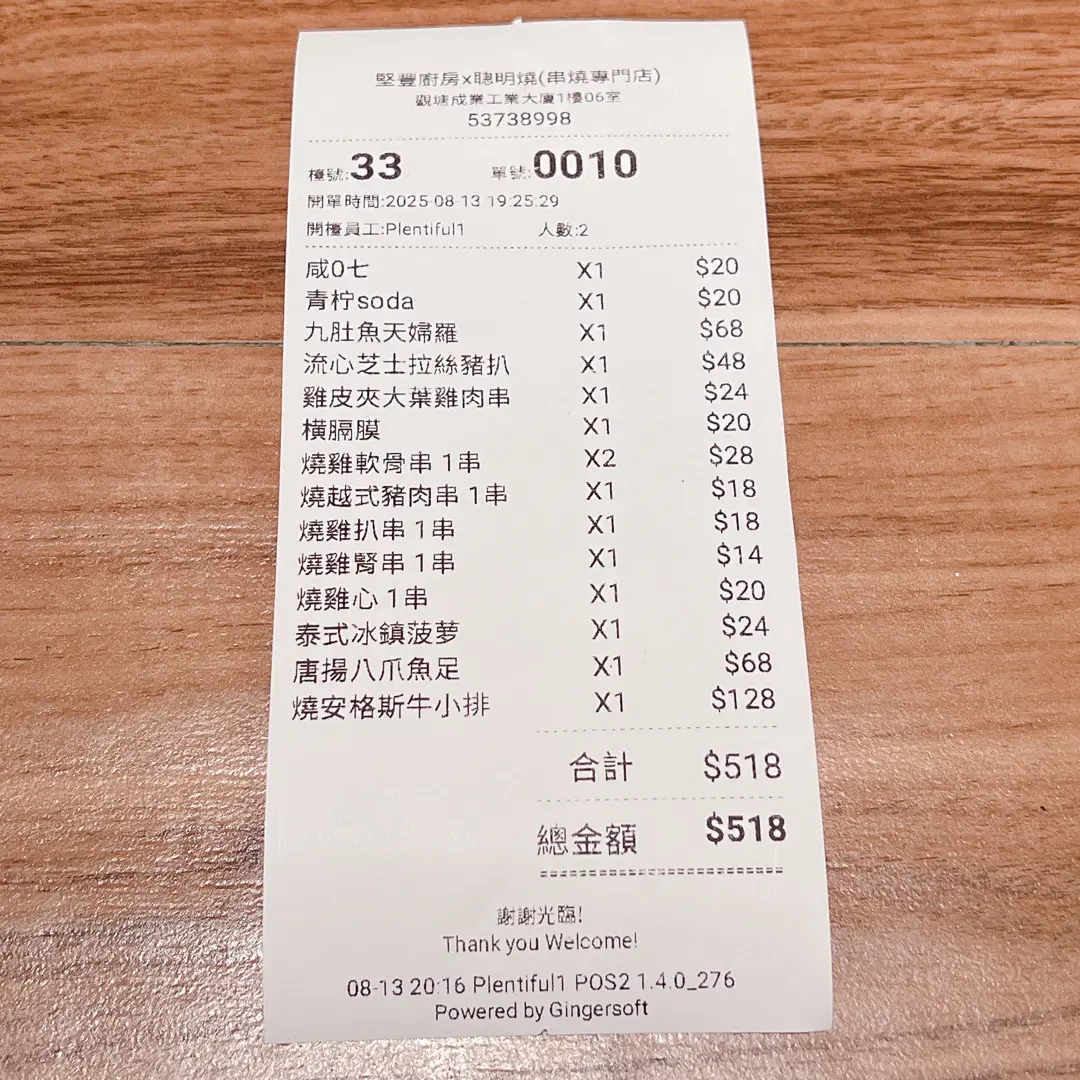 堅豐廚房x聰明燒(串燒專門店)
觀塘成業工業大廈1樓06室
53738998
檯號:33 單號:0010
開單時間:2025-08-13 19:25:29
開檯員工:Plentiful1 人數:2
咸0七 X1 $20
青柠soda X1 $20
九肚魚天婦羅 X1 $68
流心芝士拉絲豬扒 X1 $48
雞皮夾大葉雞肉串 X1 $24
橫膈膜 X1 $20
燒雞軟骨串 1串 X2 $28
燒越式豬肉串 1串 X1 $18
燒雞扒串 1串 X1 $18
燒雞腎串 1串 X1 $14
燒雞心 1串 X1 $20
泰式冰鎮菠萝 X1 $24
唐揚八爪魚足 X1 $68
燒安格斯牛小排 X1 $128
合計 $518
總金額 $518
謝謝光臨!
Thank you Welcome!
08-13 20:16 Plentiful1 POS2 1.4.0_276
Powered by Gingersoft